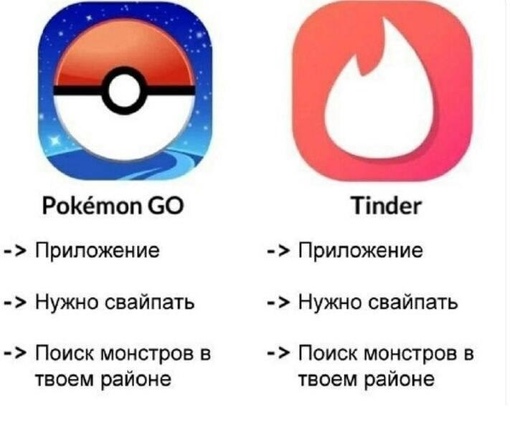 Pokémon GO
-> Приложение
-> Нужно свайпать
-> Поиск монстров в
твоем районе
Tinder
-> Приложение
-> Нужно свайпать
-> Поиск монстров в
твоем районе